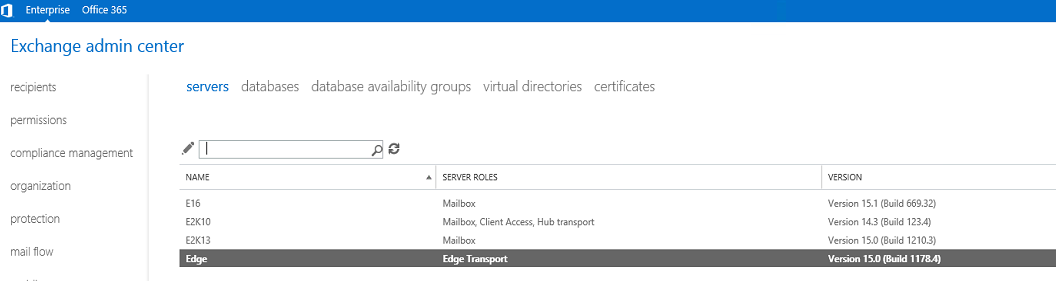 Enterprise Office 365
Exchange admin center
servers databases database availability groups virtual directories certificates
recipients
permissions
compliance management
organization
protection
mail flow
NAME SERVER ROLES VERSION
E16 Mailbox Version 15.1 (Build 669.32)
E2K10 Mailbox, Client Access, Hub transport Version 14.3 (Build 123.4)
E2K13 Mailbox Version 15.0 (Build 1210.3)
Edge Edge Transport Version 15.0 (Build 1178.4)